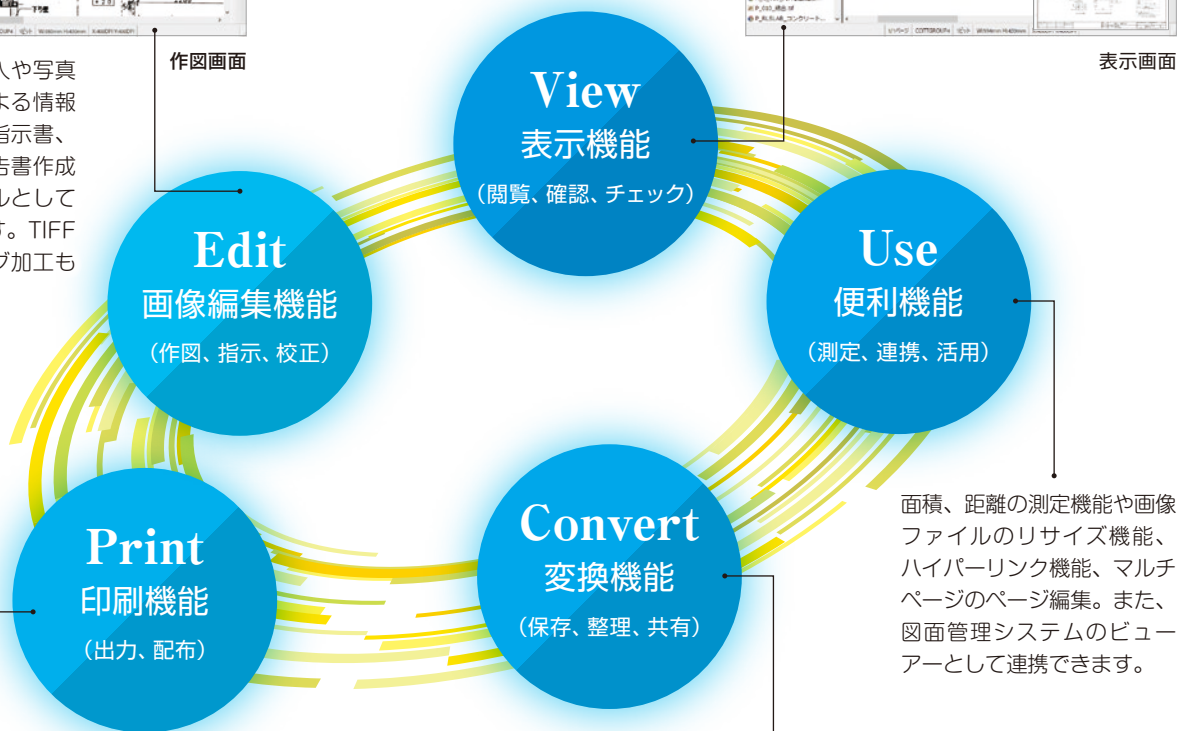 作図画面
表示画面
人や写真
よる情報
指示書、
告書作成
ルとして
す。TIFF
グ加工も
View
表示機能
（閲覧、確認、チェック）
Edit
画像編集機能
（作図、指示、校正）
Use
便利機能
（測定、連携、活用）
Print
印刷機能
（出力、配布）
Convert
変換機能
（保存、整理、共有）
面積、距離の測定機能や画像
ファイルのリサイズ機能、
ハイパーリンク機能、マルチ
ページのページ編集。また、
図面管理システムのビュー
アーとして連携できます。